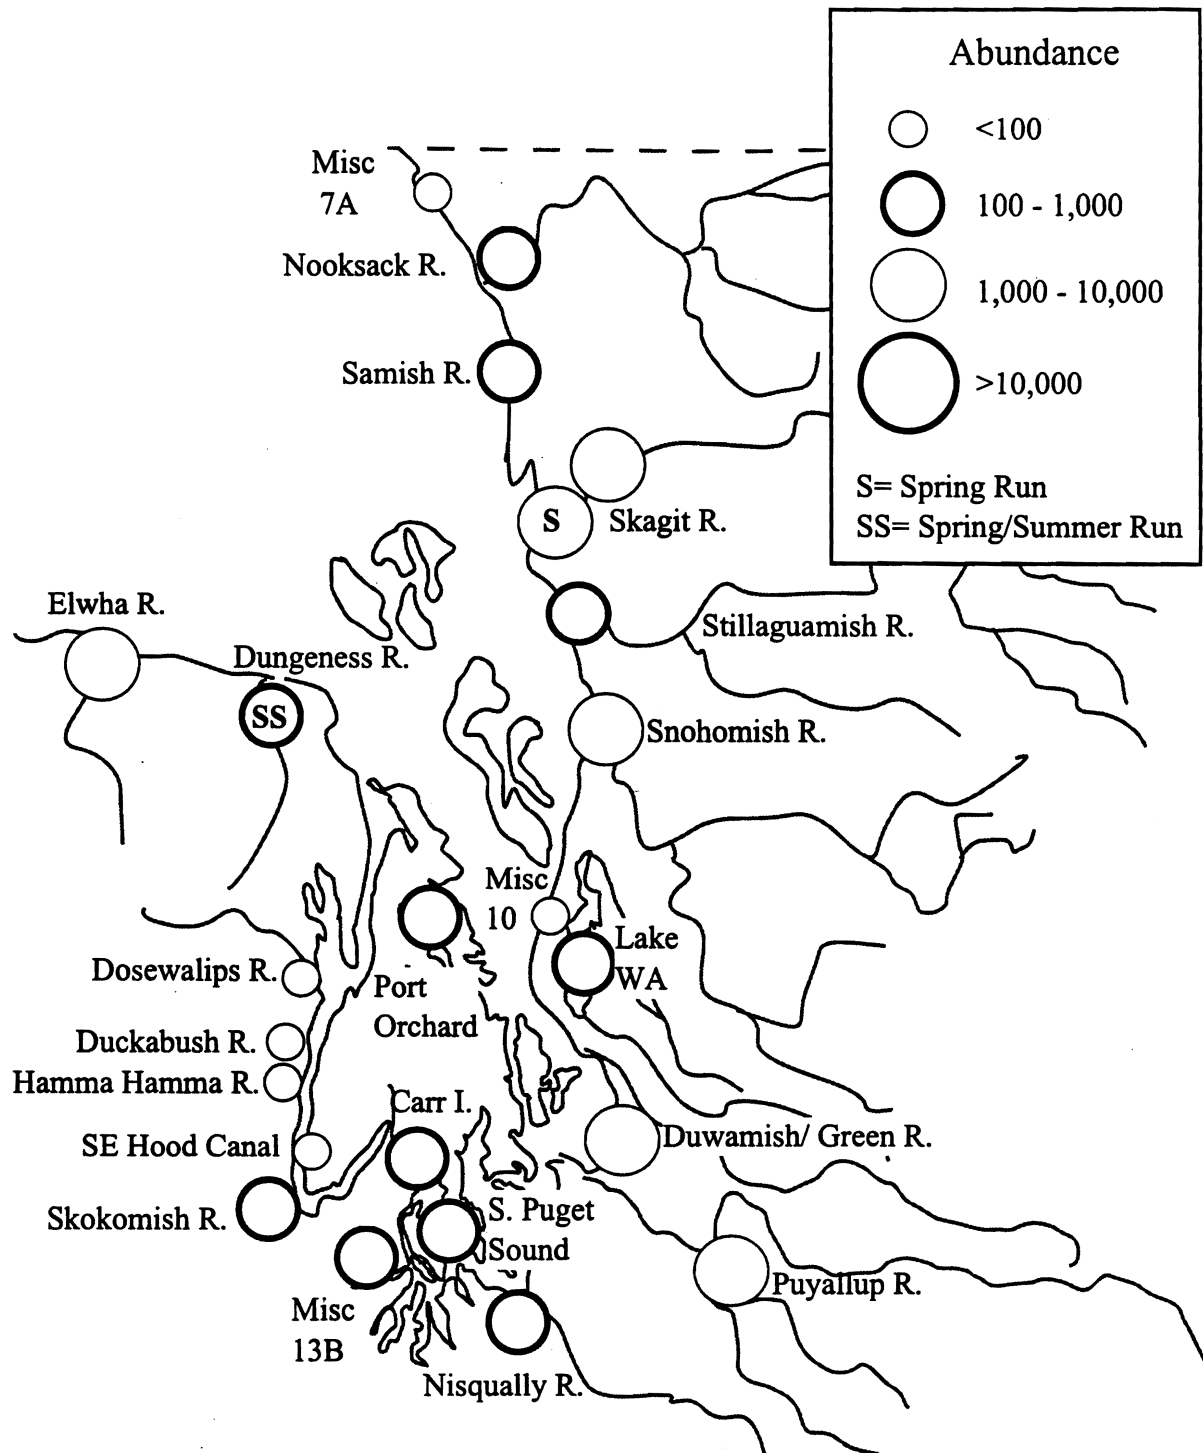 Abundance
<100
100 - 1,000
1,000 - 10,000
>10,000
S= Spring Run
SS= Spring/Summer Run
Misc
7A
Nooksack R.
Samish R.
S
Skagit R.
Elwha R.
Dungeness R.
SS
Stillaguamish R.
Snohomish R.
Misc
10
Lake
WA
Dosewalips R.
Port
Orchard
Duckabush R.
Hamma Hamma R.
Carr I.
SE Hood Canal
Duwamish/ Green R.
Skokomish R.
S. Puget
Sound
Puyallup R.
Misc
13B
Nisqually R.